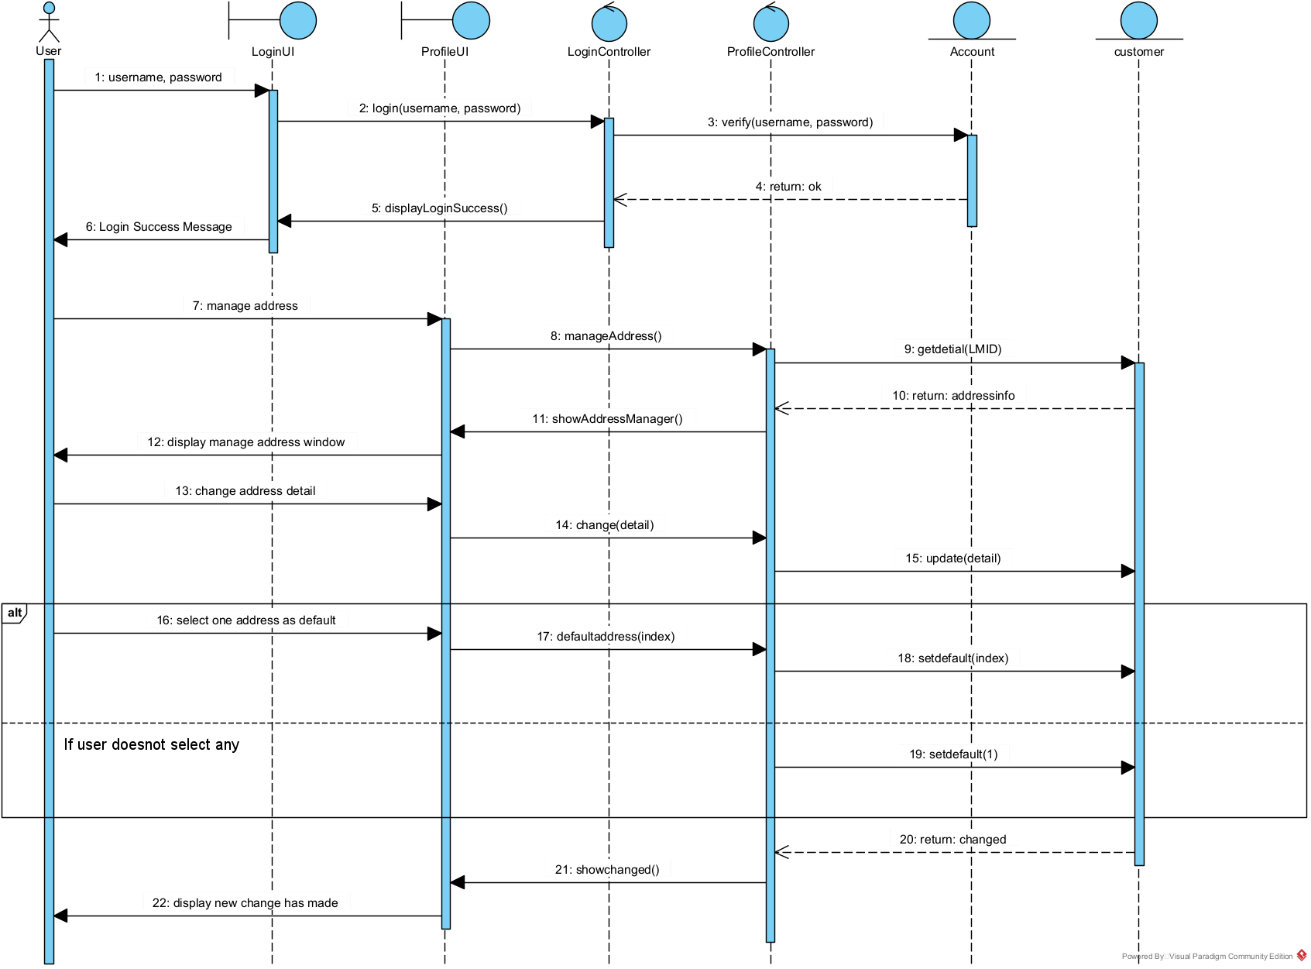 User
LoginUI
ProfileUI
LoginController
ProfileController
Account
customer
1: username, password
2: login(username, password)
3: verify(username, password)
4: return: ok
5: displayLoginSuccess()
6: Login Success Message
7: manage address
8: manageAddress()
9: getdetial(LMID)
10: return: addressinfo
11: showAddressManager()
12: display manage address window
13: change address detail
14: change(detail)
15: update(detail)
alt
16: select one address as default
17: defaultaddress(index)
18: setdefault(index)
If user doesnot select any
19: setdefault(1)
20: return: changed
21: showchanged()
22: display new change has made
Powered By Visual Paradigm Community Edition